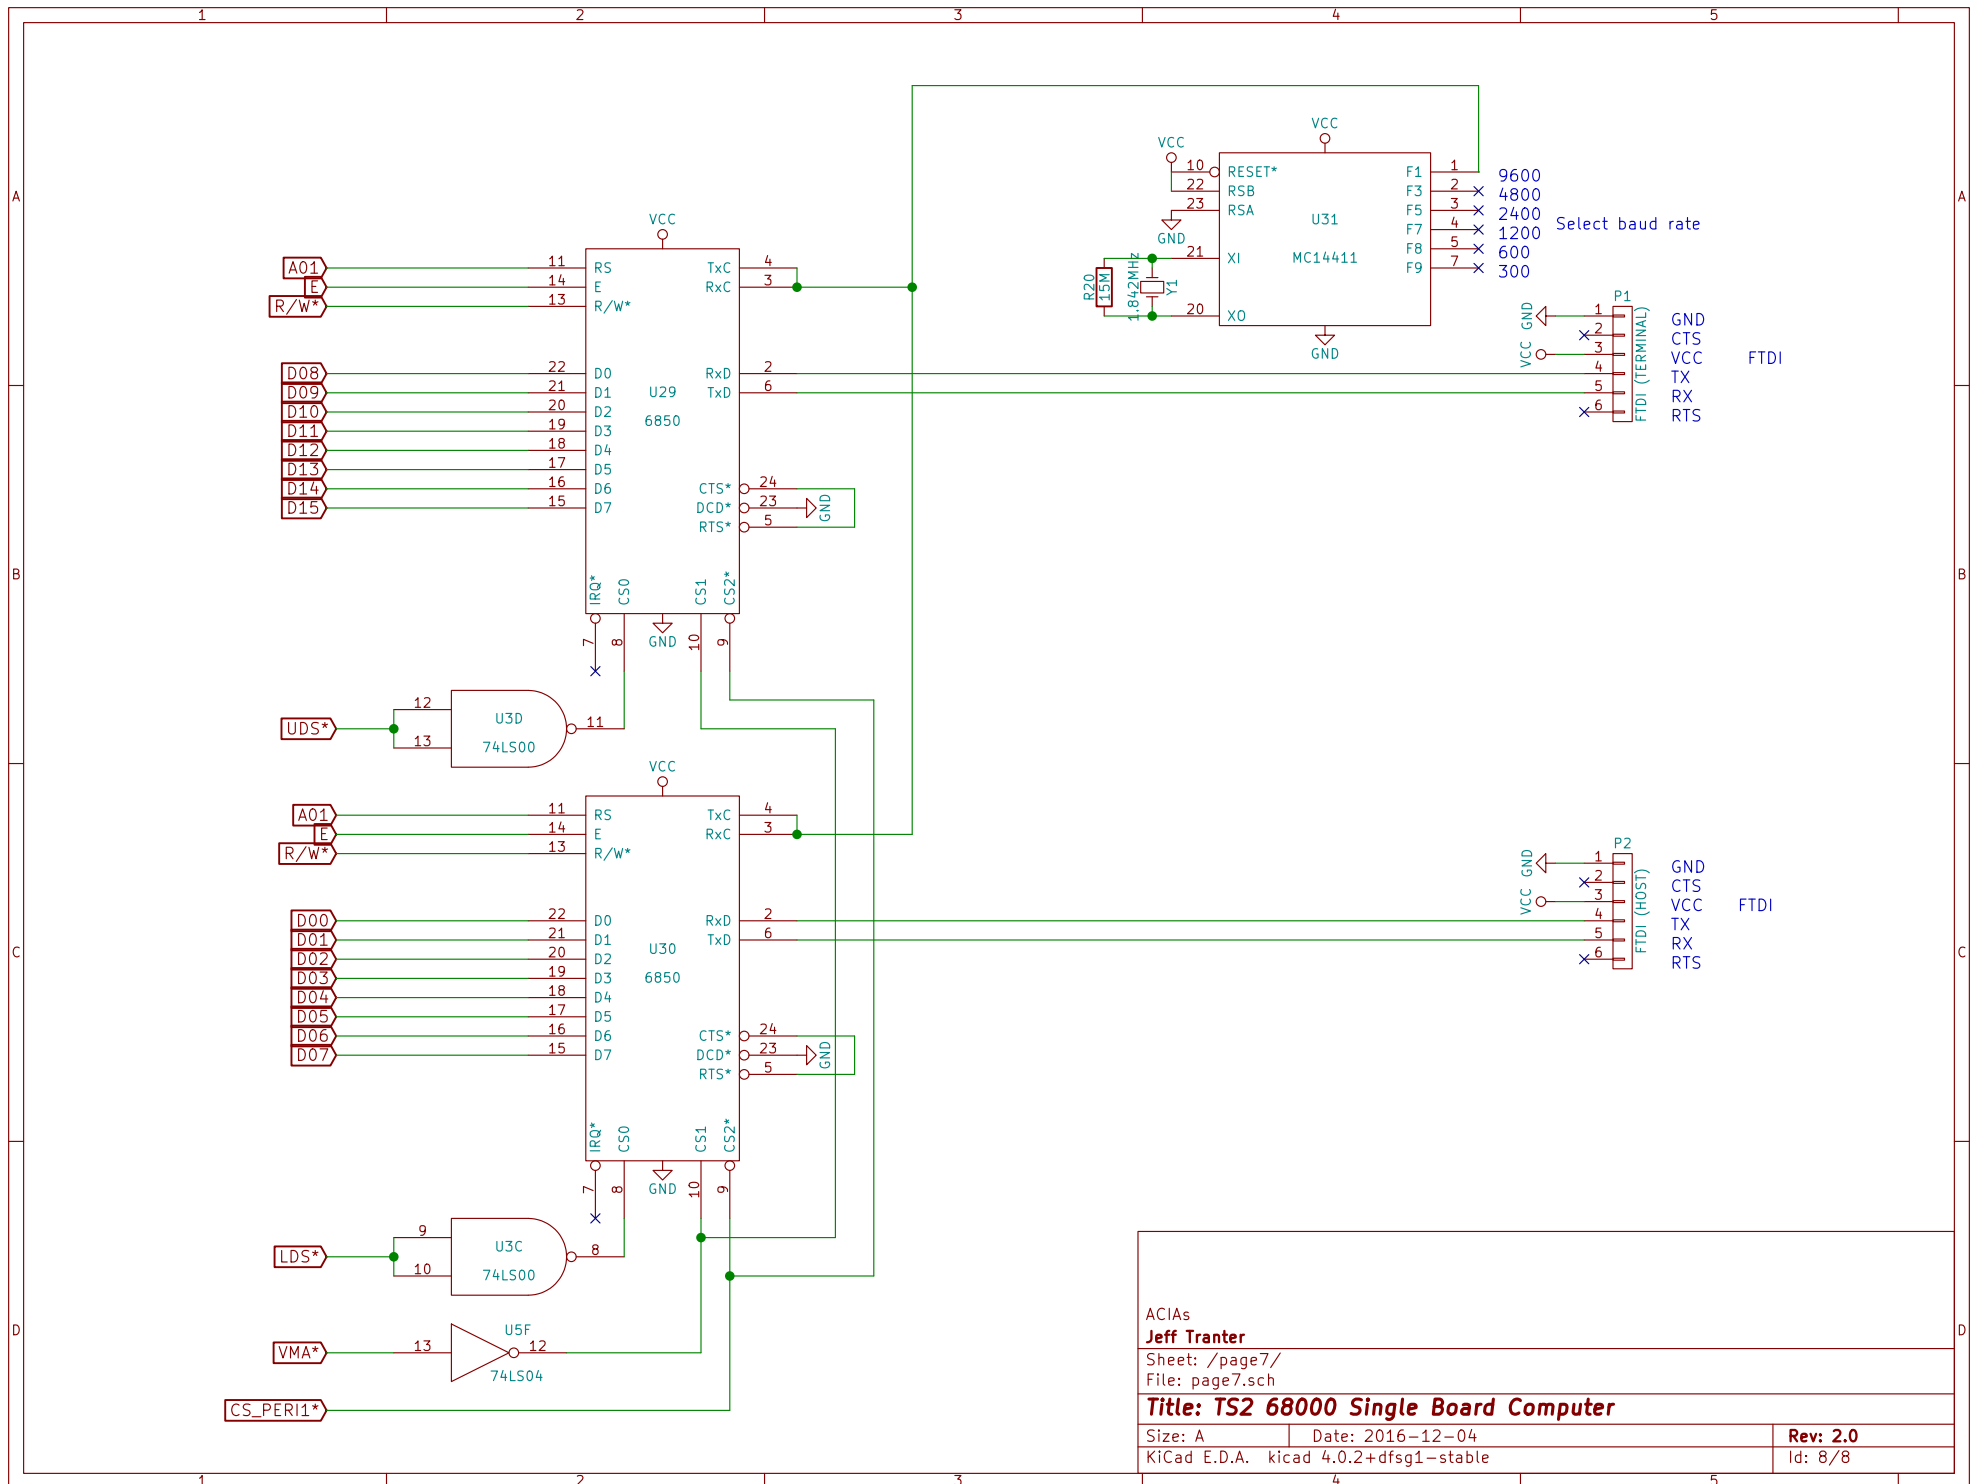 1 2 3 4 5
A
B
C
D
A
B
C
D
1 2 3 4 5
VCC
A01 11 RS
E 14 E
R/W* 13 R/W*
D08 22 D0
D09 21 D1
D10 20 D2
D11 19 D3
D12 18 D4
D13 17 D5
D14 16 D6
D15 15 D7
U29
6850
TxC 4
RxC 3
RxD 2
TxD 6
CTS* 24
DCD* 23 GND
RTS* 5
IRQ* CS0 CS1 CS2*
7 8 GND 10 9
UDS* 12 13 U3D 74LS00 11
VCC
A01 11 RS
E 14 E
R/W* 13 R/W*
D00 22 D0
D01 21 D1
D02 20 D2
D03 19 D3
D04 18 D4
D05 17 D5
D06 16 D6
D07 15 D7
U30
6850
TxC 4
RxC 3
RxD 2
TxD 6
CTS* 24
DCD* 23 GND
RTS* 5
IRQ* CS0 CS1 CS2*
7 8 GND 10 9
LDS* 9 10 U3C 74LS00 8
VMA* 13 U5F 74LS04 12
CS_PERI1*
VCC
VCC
10 RESET*
22 RSB
23 RSA
GND
21 XI
20 XO
U31
MC14411
GND
R20 15M
1.842MHz Y1
F1 1 9600
F3 2 4800
F5 3 2400
F7 4 1200
F8 5 600
F9 7 300
Select baud rate
P1
GND 1 GND
2 CTS
VCC 3 VCC FTDI
4 TX
5 RX
6 RTS
FTDI (TERMINAL)
P2
GND 1 GND
2 CTS
VCC 3 VCC FTDI
4 TX
5 RX
6 RTS
FTDI (HOST)
ACIAs
Jeff Tranter
Sheet: /page7/
File: page7.sch
Title: TS2 68000 Single Board Computer
Size: A Date: 2016-12-04 Rev: 2.0
KiCad E.D.A. kicad 4.0.2+dfsg1-stable Id: 8/8